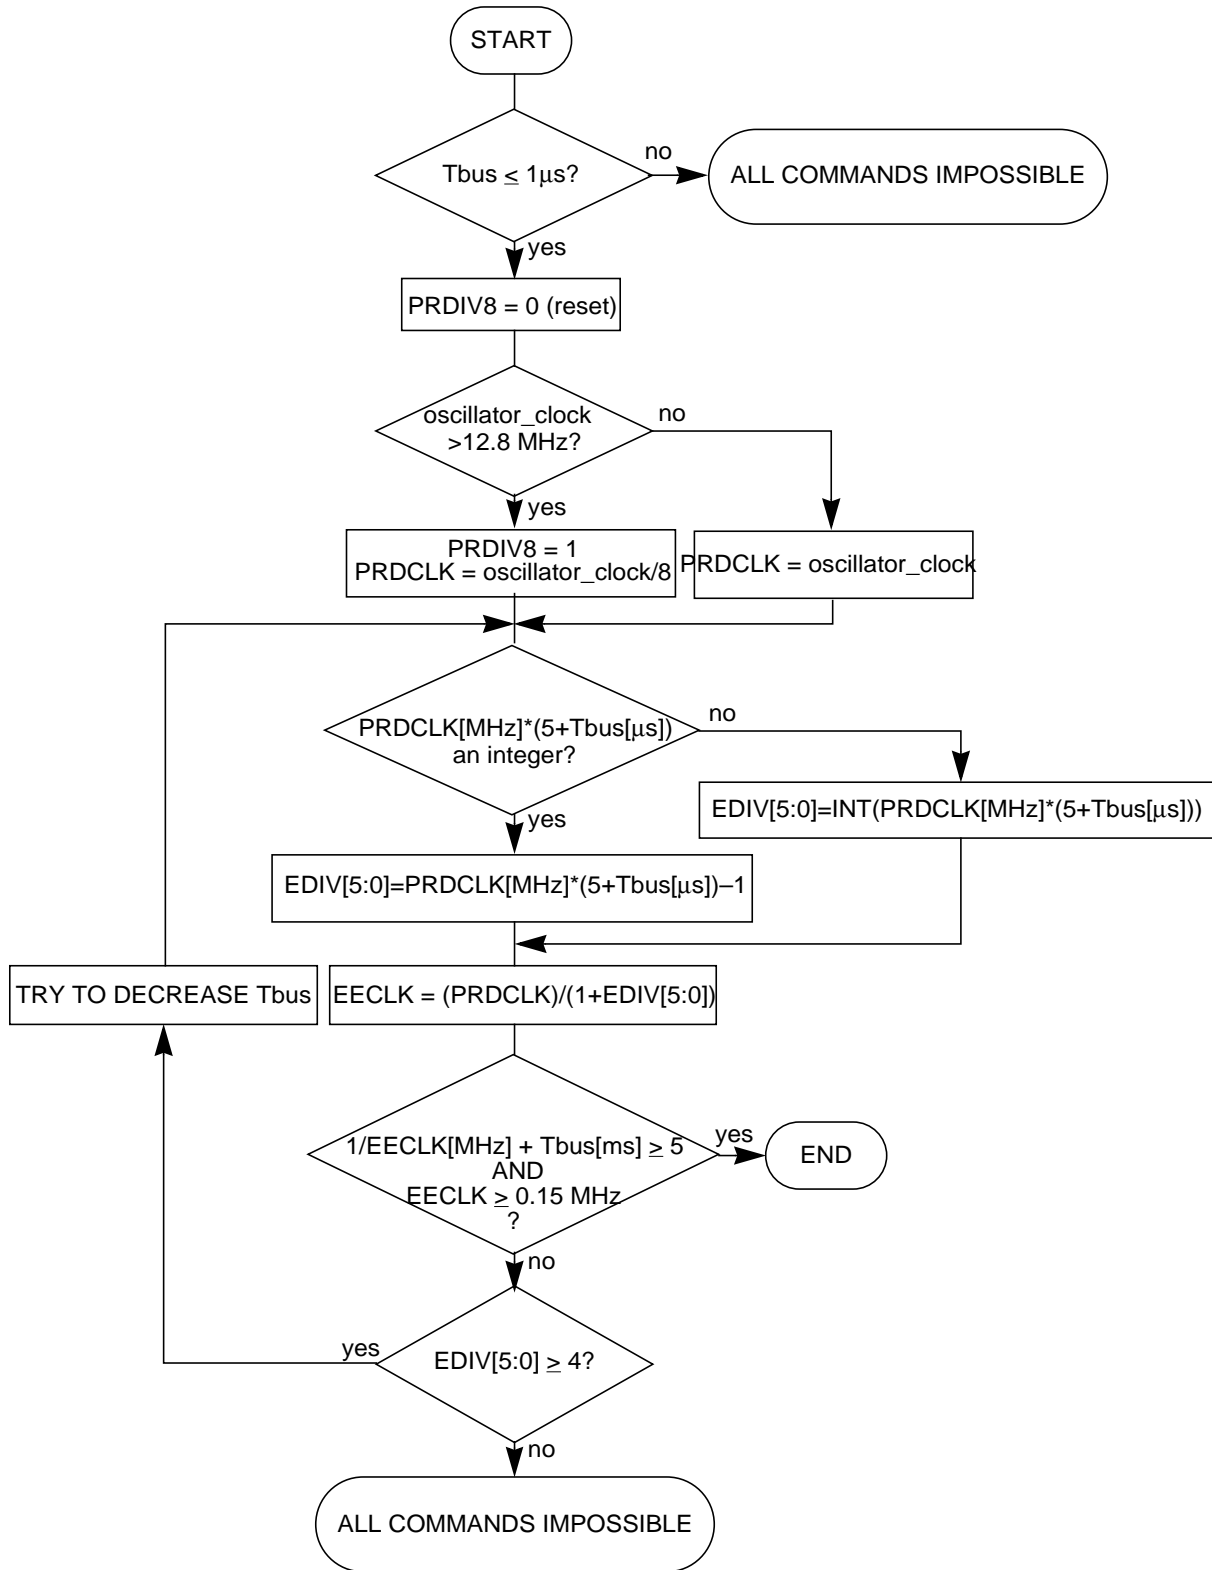 START
Tbus ≤ 1μs?
no
ALL COMMANDS IMPOSSIBLE
yes
PRDIV8 = 0 (reset)
oscillator_clock
>12.8 MHz?
no
yes
PRDIV8 = 1
PRDCLK = oscillator_clock/8
PRDCLK = oscillator_clock
PRDCLK[MHz]*(5+Tbus[μs])
an integer?
no
yes
EDIV[5:0]=INT(PRDCLK[MHz]*(5+Tbus[μs]))
EDIV[5:0]=PRDCLK[MHz]*(5+Tbus[μs])–1
TRY TO DECREASE Tbus
EECLK = (PRDCLK)/(1+EDIV[5:0])
1/EECLK[MHz] + Tbus[ms] ≥ 5
AND
EECLK ≥ 0.15 MHz
?
yes
END
no
EDIV[5:0] ≥ 4?
yes
no
ALL COMMANDS IMPOSSIBLE